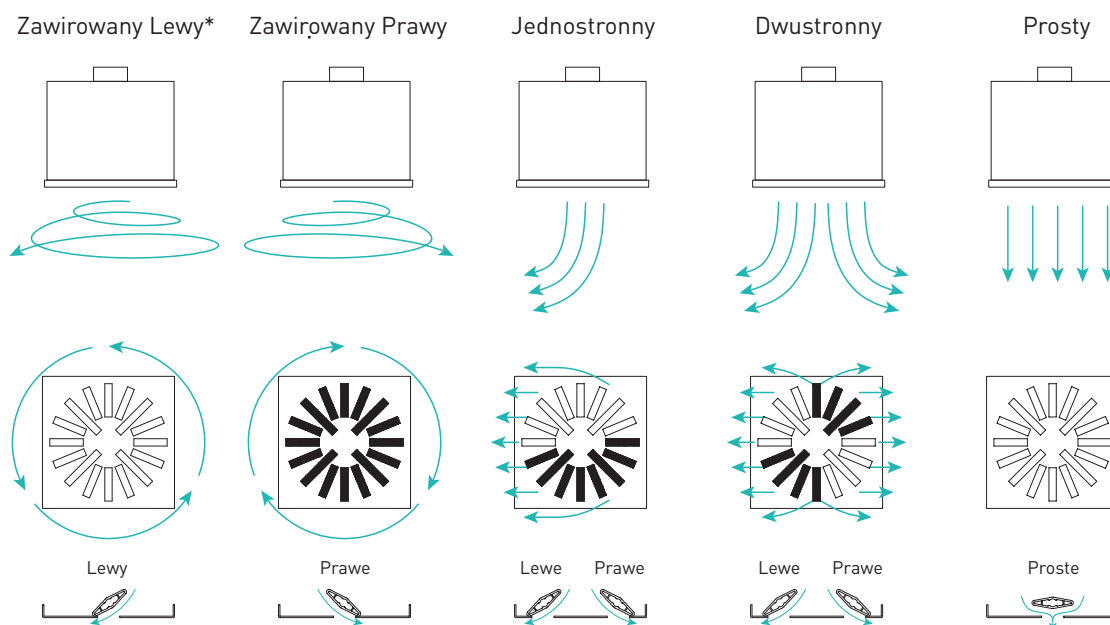 Zawirowany Lewy*
Zawirowany Prawy
Jednostronny
Dwustronny
Prosty
Lewy
Prawe
Lewe
Prawe
Lewe
Prawe
Proste